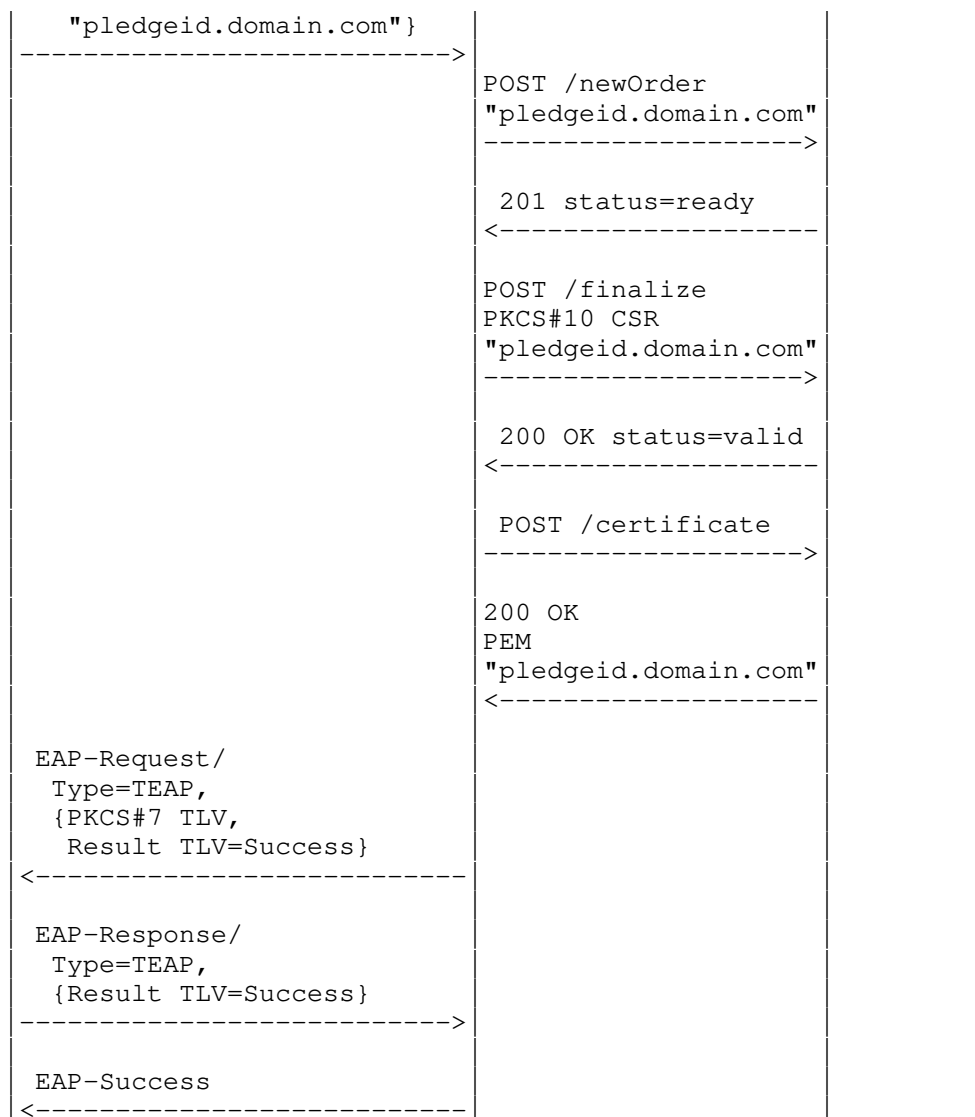 "pledgeid.domain.com"}
--------------------------->
POST /newOrder
"pledgeid.domain.com"
-------------------->
201 status=ready
<--------------------
POST /finalize
PKCS#10 CSR
"pledgeid.domain.com"
-------------------->
200 OK status=valid
<--------------------
POST /certificate
-------------------->
200 OK
PEM
"pledgeid.domain.com"
<--------------------
EAP-Request/
Type=TEAP,
{PKCS#7 TLV,
Result TLV=Success}
<---------------------------
EAP-Response/
Type=TEAP,
{Result TLV=Success}
--------------------------->
EAP-Success
<---------------------------